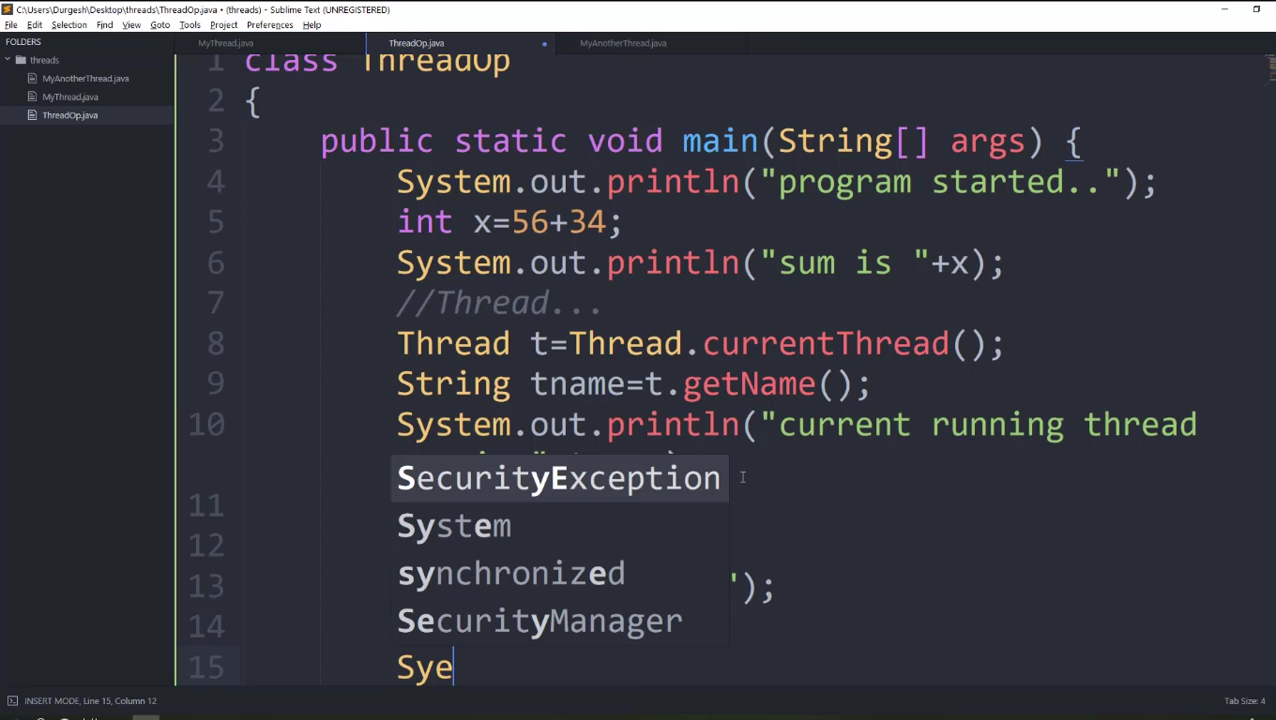 C:\Users\Durgesh\Desktop\threads\ThreadOp.java • (threads) - Sublime Text (UNREGISTERED)
File Edit Selection Find View Goto Tools Project Preferences Help
FOLDERS
threads
MyAnotherThread.java
MyThread.java
ThreadOp.java
MyThread.java ThreadOp.java MyAnotherThread.java
1 class ThreadOp
2 {
3 public static void main(String[] args) {
4 System.out.println("program started..");
5 int x=56+34;
6 System.out.println("sum is "+x);
7 //Thread...
8 Thread t=Thread.currentThread();
9 String tname=t.getName();
10 System.out.println("current running thread
SecurityException
11
System
12
synchronized
13 ");
SecurityManager
14
15 Sye
INSERT MODE, Line 15, Column 12 Tab Size: 4